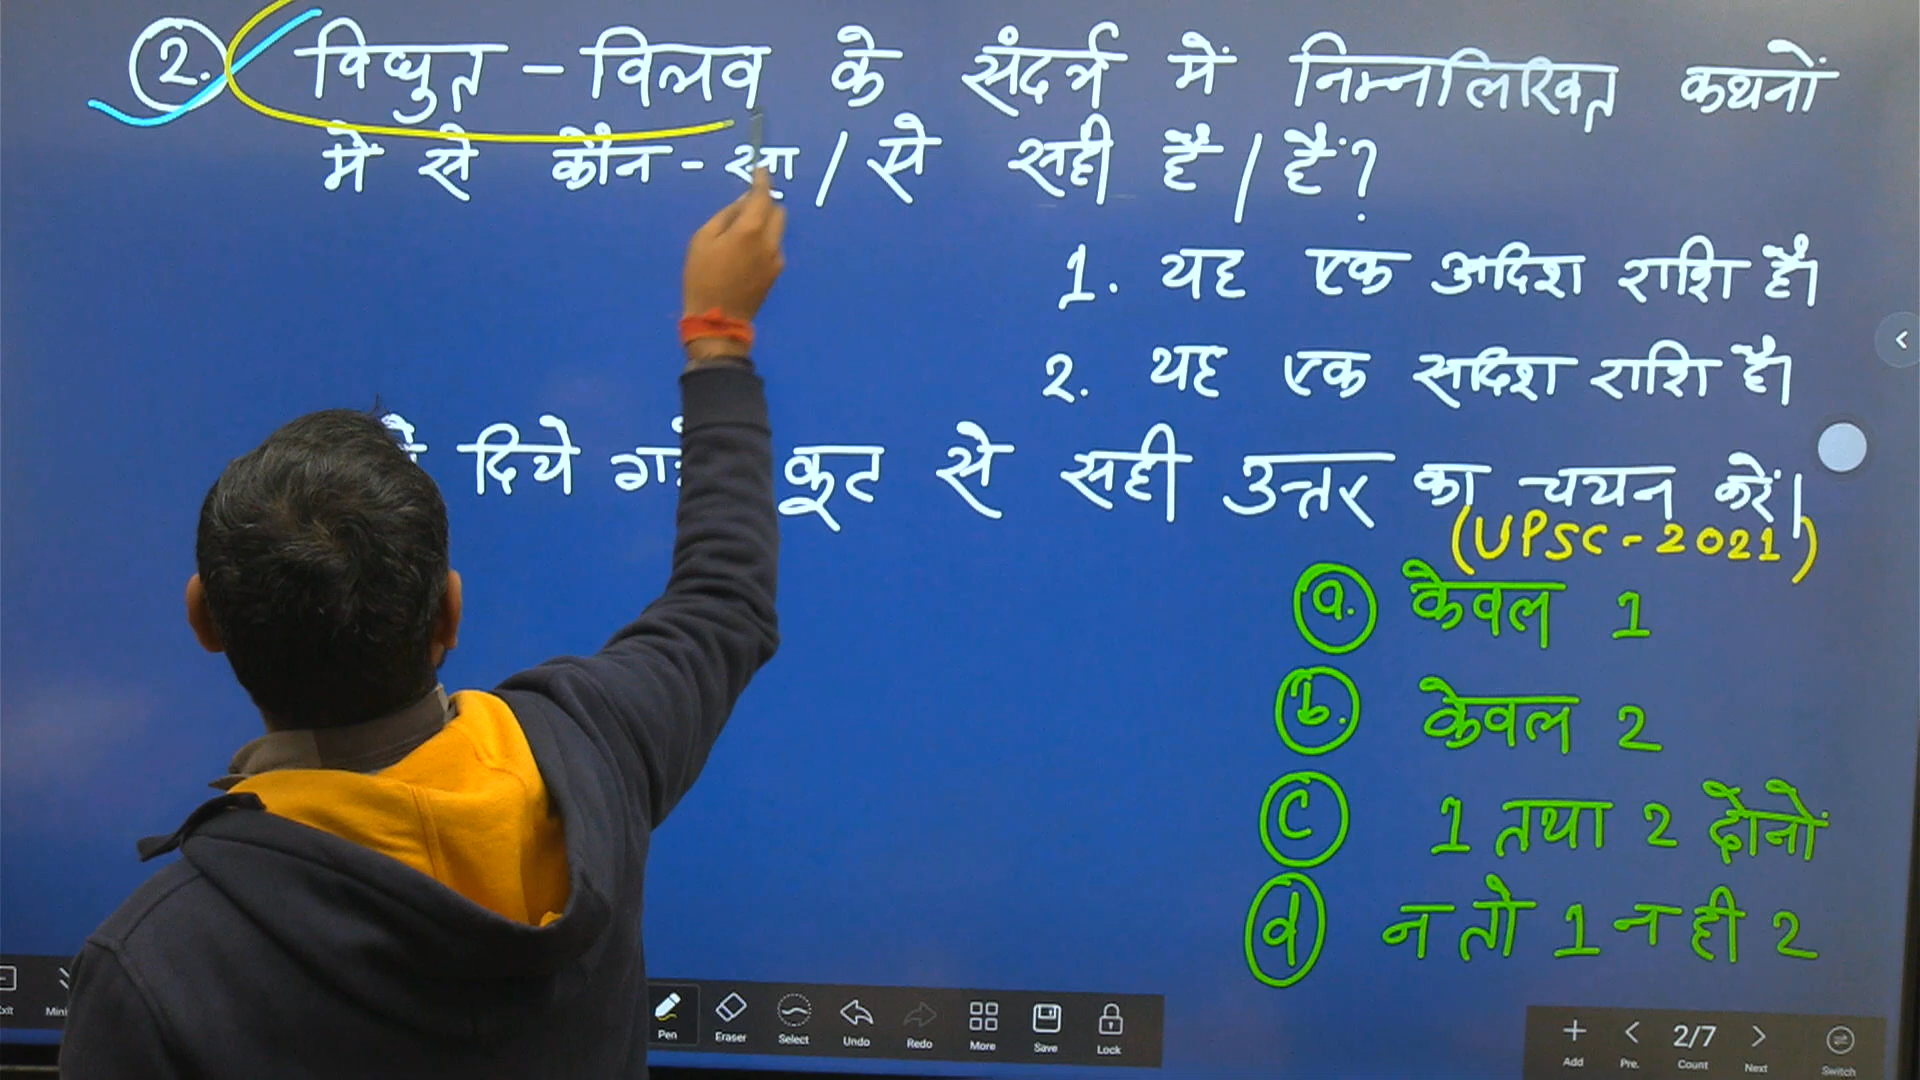 2. विद्युत - विभव के संदर्भ में निम्नलिखित कथनों
में से कौन - सा / से सही है / हैं?
1. यह एक अदिश राशि है।
2. यह एक सदिश राशि है।
दिये कूट से सही उत्तर का चयन करें।
(UPSC - 2021)
a. केवल 1
b. केवल 2
c 1 तथा 2 दोनों
d न तो 1 न ही 2
Pen Eraser Select Undo Redo More Save Lock
2/7
Add Pre. Count Next Switch